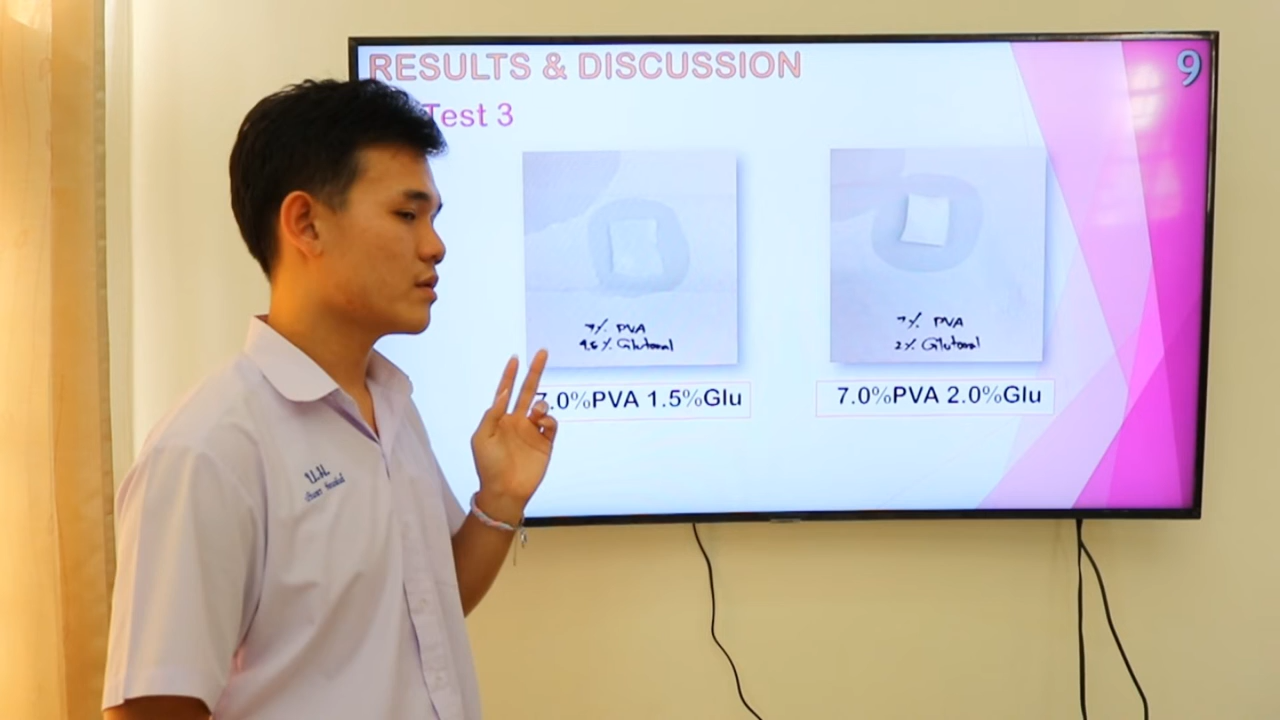 RESULTS & DISCUSSION
9
Test 3
7% PVA
1.5% Glutaral
7% PVA
2% Glutaral
7.0%PVA 1.5%Glu
7.0%PVA 2.0%Glu